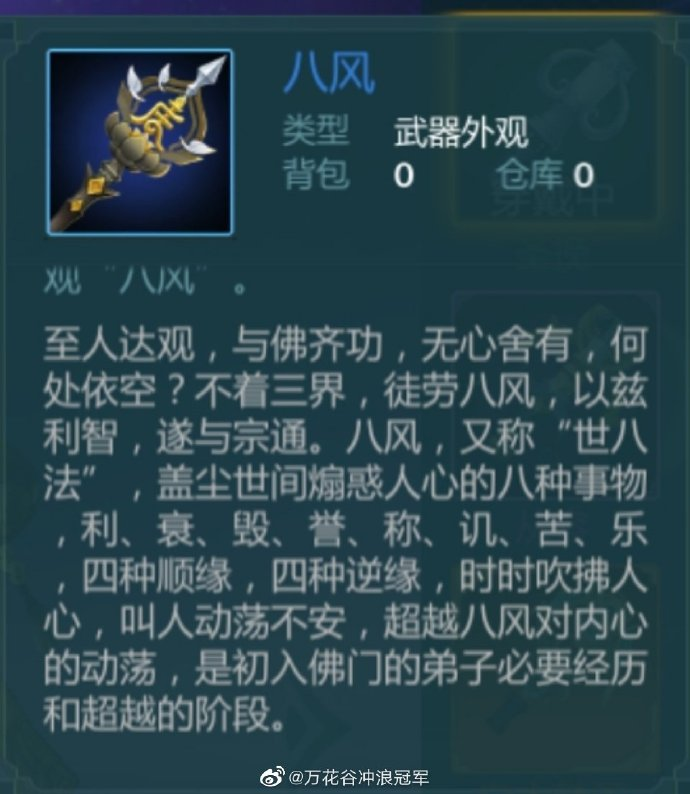 八风
类型 武器外观
背包 0 仓库 0
穿戴中
观“八风”。
至人达观，与佛齐功，无心舍有，何
处依空？不着三界，徒劳八风，以兹
利智，遂与宗通。八风，又称“世八
法”，盖尘世间煽惑人心的八种事物
，利、衰、毁、誉、称、讥、苦、乐
，四种顺缘，四种逆缘，时时吹拂人
心，叫人动荡不安，超越八风对内心
的动荡，是初入佛门的弟子必要经历
和超越的阶段。
@万花谷冲浪冠军